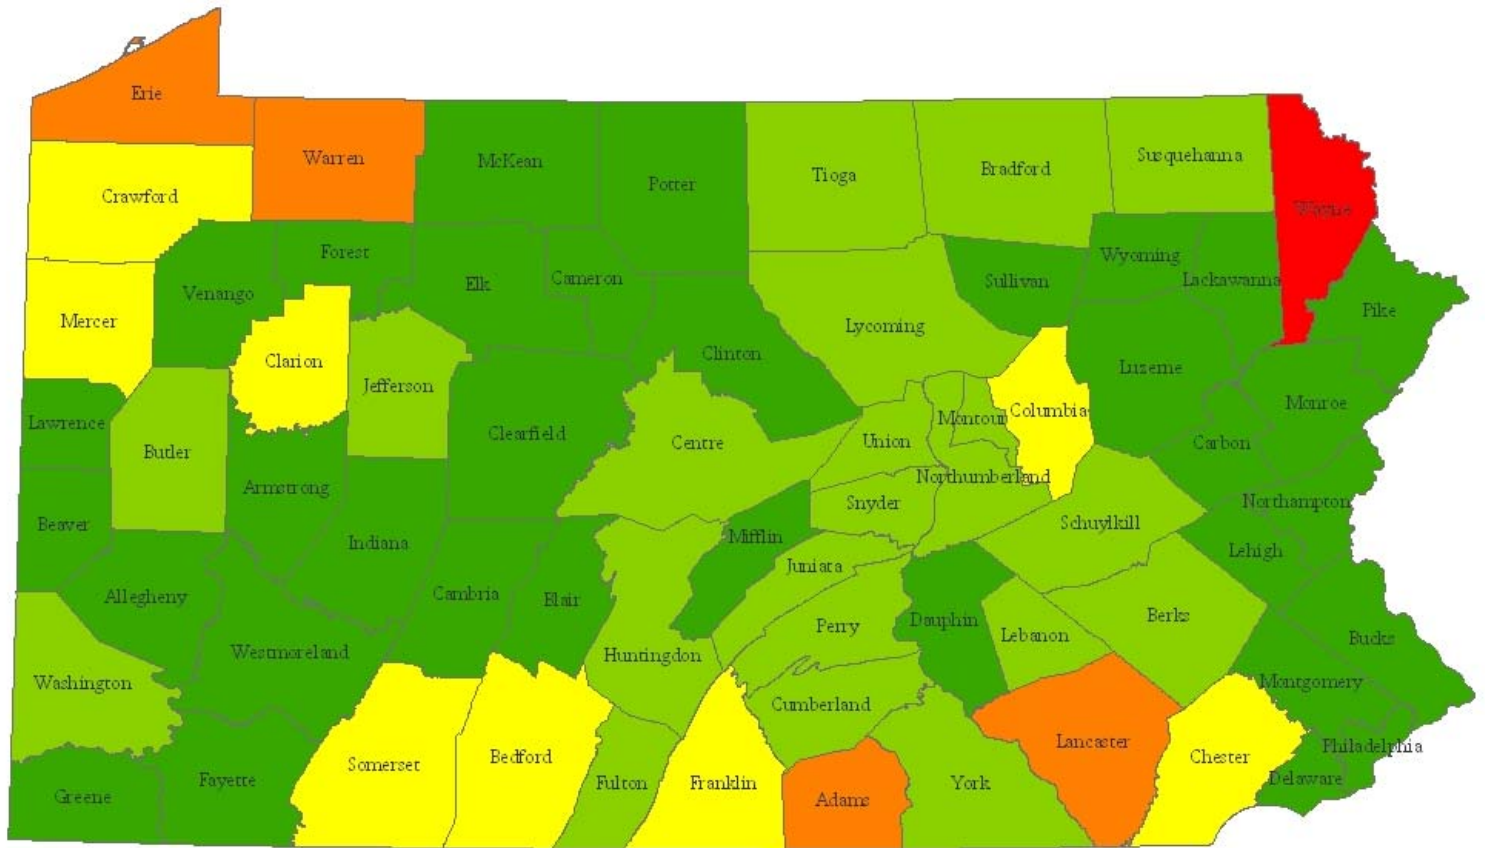 Erie
Warren
McKean
Potter
Tioga
Bradford
Susquehanna
Wayne
Crawford
Forest
Venango
Elk
Cameron
Sullivan
Wyoming
Lackawanna
Pike
Mercer
Clarion
Jefferson
Clinton
Lycoming
Luzerne
Monroe
Lawrence
Butler
Clearfield
Centre
Union
Montour
Columbia
Carbon
Armstrong
Snyder
Northumberland
Northampton
Beaver
Indiana
Mifflin
Schuylkill
Lehigh
Allegheny
Cambria
Blair
Juniata
Perry
Dauphin
Lebanon
Berks
Bucks
Westmoreland
Huntingdon
Washington
Cumberland
Montgomery
Somerset
Bedford
Lancaster
Chester
Philadelphia
Greene
Fayette
Fulton
Franklin
Adams
York
Delaware